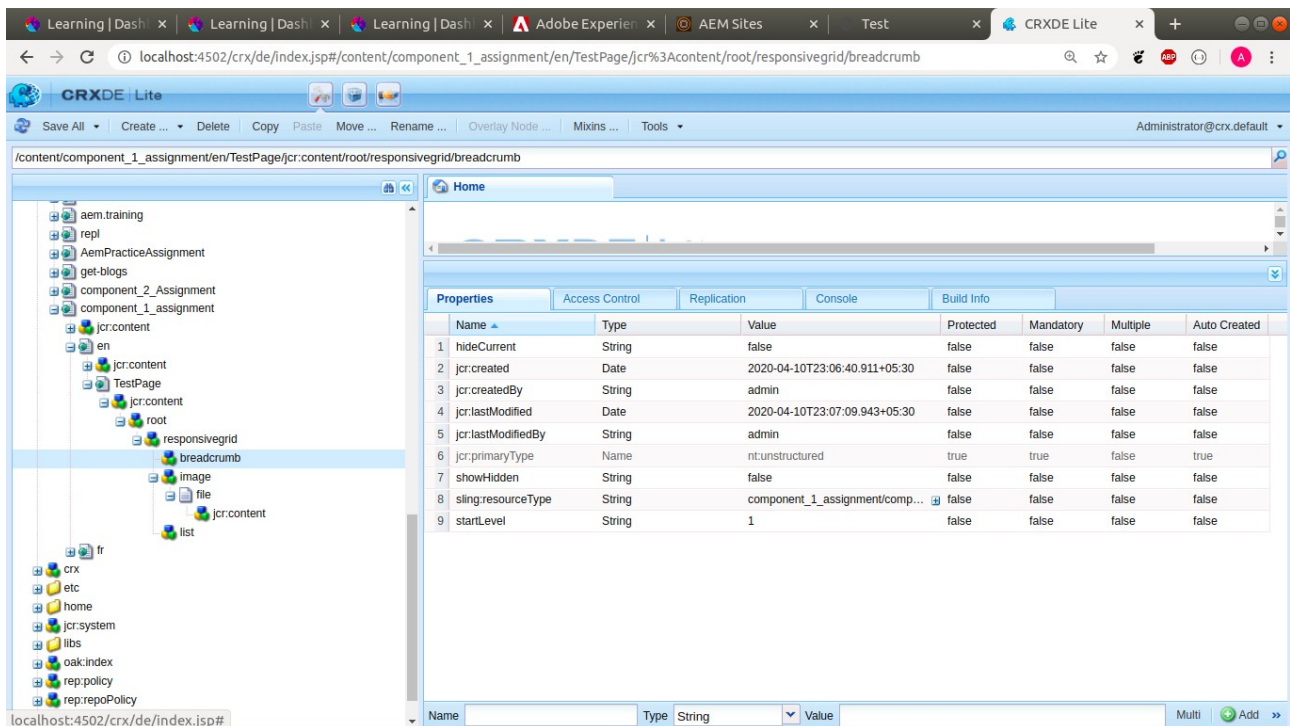 Learning | Dash Learning | Dash Learning | Dash Adobe Experien AEM Sites Test CRXDE Lite
localhost:4502/crx/de/index.jsp#/content/component_1_assignment/en/TestPage/jcr%3Acontent/root/responsivegrid/breadcrumb ABP A
CRXDE | Lite
Save All Create ... Delete Copy Paste Move ... Rename ... Overlay Node ... Mixins ... Tools Administrator@crx.default
/content/component_1_assignment/en/TestPage/jcr:content/root/responsivegrid/breadcrumb
Home
aem.training
repl
AemPracticeAssignment
get-blogs
component_2_Assignment
component_1_assignment
jcr:content
en
jcr:content
TestPage
jcr:content
root
responsivegrid
breadcrumb
image
file
jcr:content
list
fr
crx
etc
home
jcr:system
libs
oak:index
rep:policy
rep:repoPolicy
localhost:4502/crx/de/index.jsp#
Properties Access Control Replication Console Build Info
Name Type Value Protected Mandatory Multiple Auto Created
1 hideCurrent String false false false false false
2 jcr:created Date 2020-04-10T23:06:40.911+05:30 false false false false
3 jcr:createdBy String admin false false false false
4 jcr:lastModified Date 2020-04-10T23:07:09.943+05:30 false false false false
5 jcr:lastModifiedBy String admin false false false false
6 jcr:primaryType Name nt:unstructured true true false true
7 showHidden String false false false false false
8 sling:resourceType String component_1_assignment/comp... false false false false
9 startLevel String 1 false false false false
Name Type String Value Multi Add »